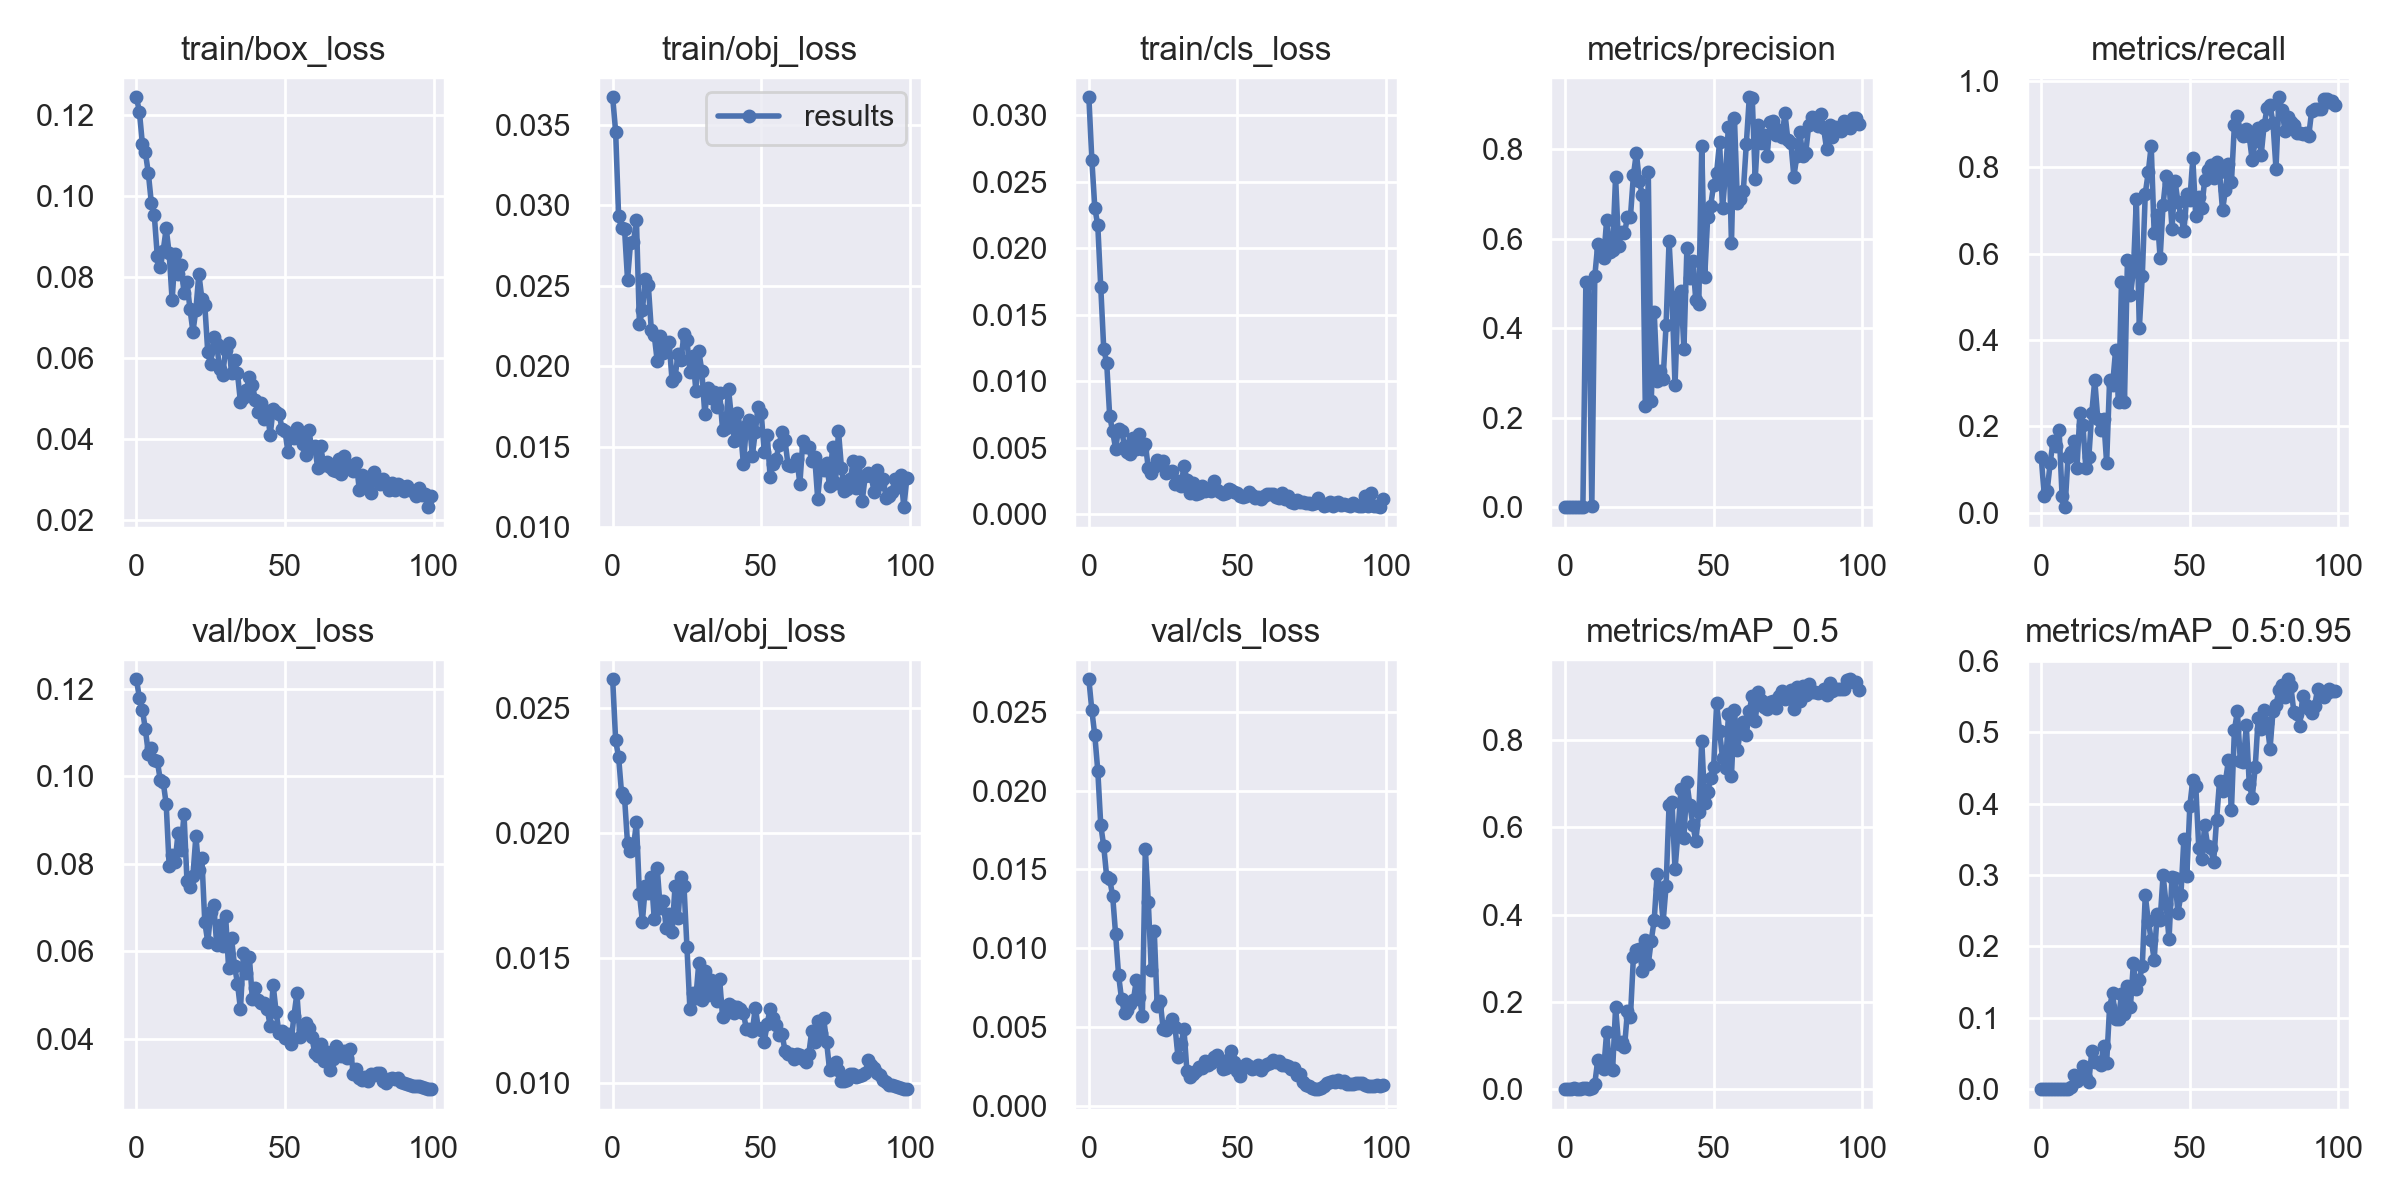 train/box_loss
train/obj_loss
train/cls_loss
metrics/precision
metrics/recall
0.12
0.10
0.08
0.06
0.04
0.02
0 50 100
results
0.035
0.030
0.025
0.020
0.015
0.010
0 50 100
0.030
0.025
0.020
0.015
0.010
0.005
0.000
0 50 100
0.8
0.6
0.4
0.2
0.0
0 50 100
1.0
0.8
0.6
0.4
0.2
0.0
0 50 100
val/box_loss
val/obj_loss
val/cls_loss
metrics/mAP_0.5
metrics/mAP_0.5:0.95
0.12
0.10
0.08
0.06
0.04
0 50 100
0.025
0.020
0.015
0.010
0 50 100
0.025
0.020
0.015
0.010
0.005
0.000
0 50 100
0.8
0.6
0.4
0.2
0.0
0 50 100
0.6
0.5
0.4
0.3
0.2
0.1
0.0
0 50 100